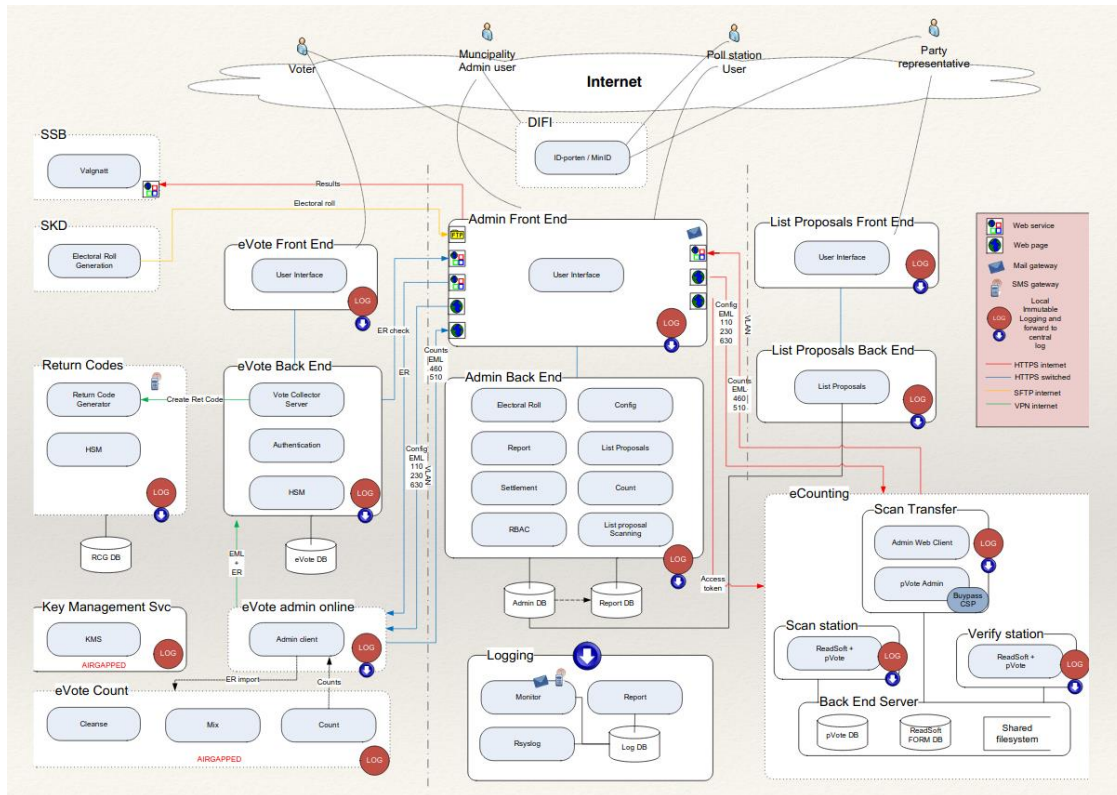 Voter
Muncipality
Admin user
Poll station
User
Party
representative
Internet
DIFI
ID-porten / MinID
SSB
Valgnatt
Results
SKD
Electoral Roll
Generation
Electoral roll
eVote Front End
User Interface
LOG
Admin Front End
FTP
User Interface
LOG
List Proposals Front End
User Interface
LOG
Web service
Web page
Mail gateway
SMS gateway
LOG
Local
Immutable
Logging and
forward to
central
log
HTTPS internet
HTTPS switched
SFTP internet
VPN internet
ER check
ER
Counts
EML
460
510
Config
EML
110
230
630
VLAN
Config
EML
110
230
630
VLAN
Counts
EML
460
510
Return Codes
Return Code
Generator
HSM
LOG
RCG DB
Create Ret Code
eVote Back End
Vote Collector
Server
Authentication
HSM
LOG
eVote DB
Admin Back End
Electoral Roll
Config
Report
List Proposals
Settlement
Count
RBAC
List proposal
Scanning
LOG
Admin DB
Report DB
List Proposals Back End
List Proposals
LOG
Access
token
EML
+
ER
Key Management Svc
KMS
LOG
AIRGAPPED
eVote admin online
Admin client
LOG
ER import
Counts
eVote Count
Cleanse
Mix
Count
AIRGAPPED
LOG
Logging
Monitor
Report
Rsyslog
Log DB
eCounting
Scan Transfer
Admin Web Client
LOG
pVote Admin
Buypass
CSP
Scan station
ReadSoft +
pVote
LOG
Verify station
ReadSoft +
pVote
LOG
Back End Server
pVote DB
ReadSoft
FORM DB
Shared
filesystem